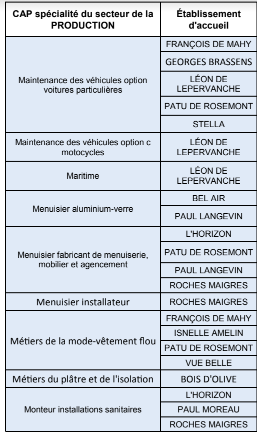 CAP spécialité du secteur de la
PRODUCTION
Établissement
d'accueil
Maintenance des véhicules option
voitures particulières
FRANÇOIS DE MAHY
GEORGES BRASSENS
LÉON DE
LEPERVANCHE
PATU DE ROSEMONT
STELLA
Maintenance des véhicules option c
motocycles
LÉON DE
LEPERVANCHE
Maritime
LÉON DE
LEPERVANCHE
Menuisier aluminium-verre
BEL AIR
PAUL LANGEVIN
Menuisier fabricant de menuiserie,
mobilier et agencement
L'HORIZON
PATU DE ROSEMONT
PAUL LANGEVIN
ROCHES MAIGRES
Menuisier installateur
ROCHES MAIGRES
Métiers de la mode-vêtement flou
FRANÇOIS DE MAHY
ISNELLE AMELIN
PATU DE ROSEMONT
VUE BELLE
Métiers du plâtre et de l'isolation
BOIS D'OLIVE
Monteur installations sanitaires
L'HORIZON
PAUL MOREAU
ROCHES MAIGRES